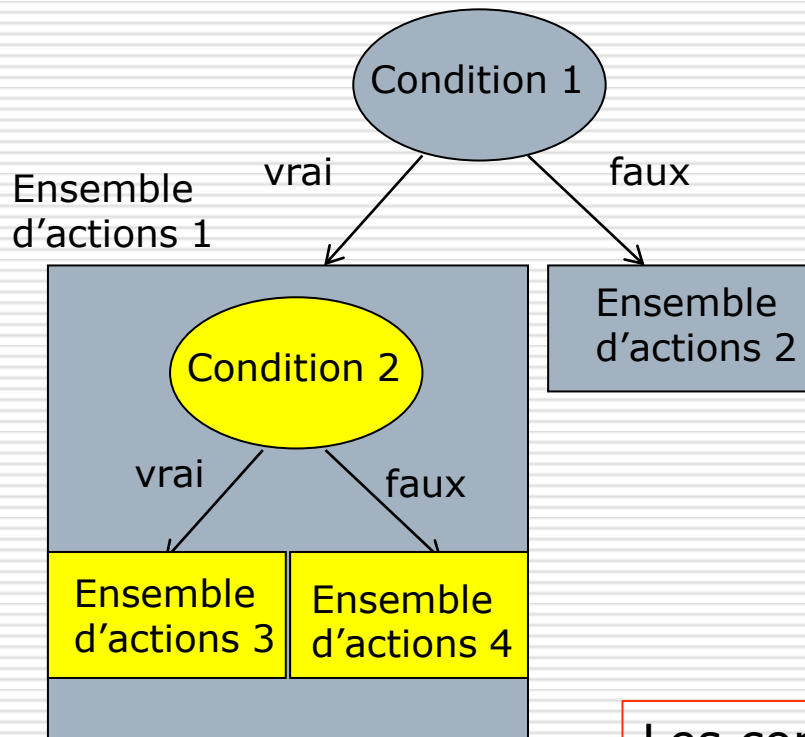 Condition 1
vrai
faux
Ensemble
d’actions 1
Ensemble
d’actions 2
Condition 2
vrai
faux
Ensemble
d’actions 3
Ensemble
d’actions 4
Les